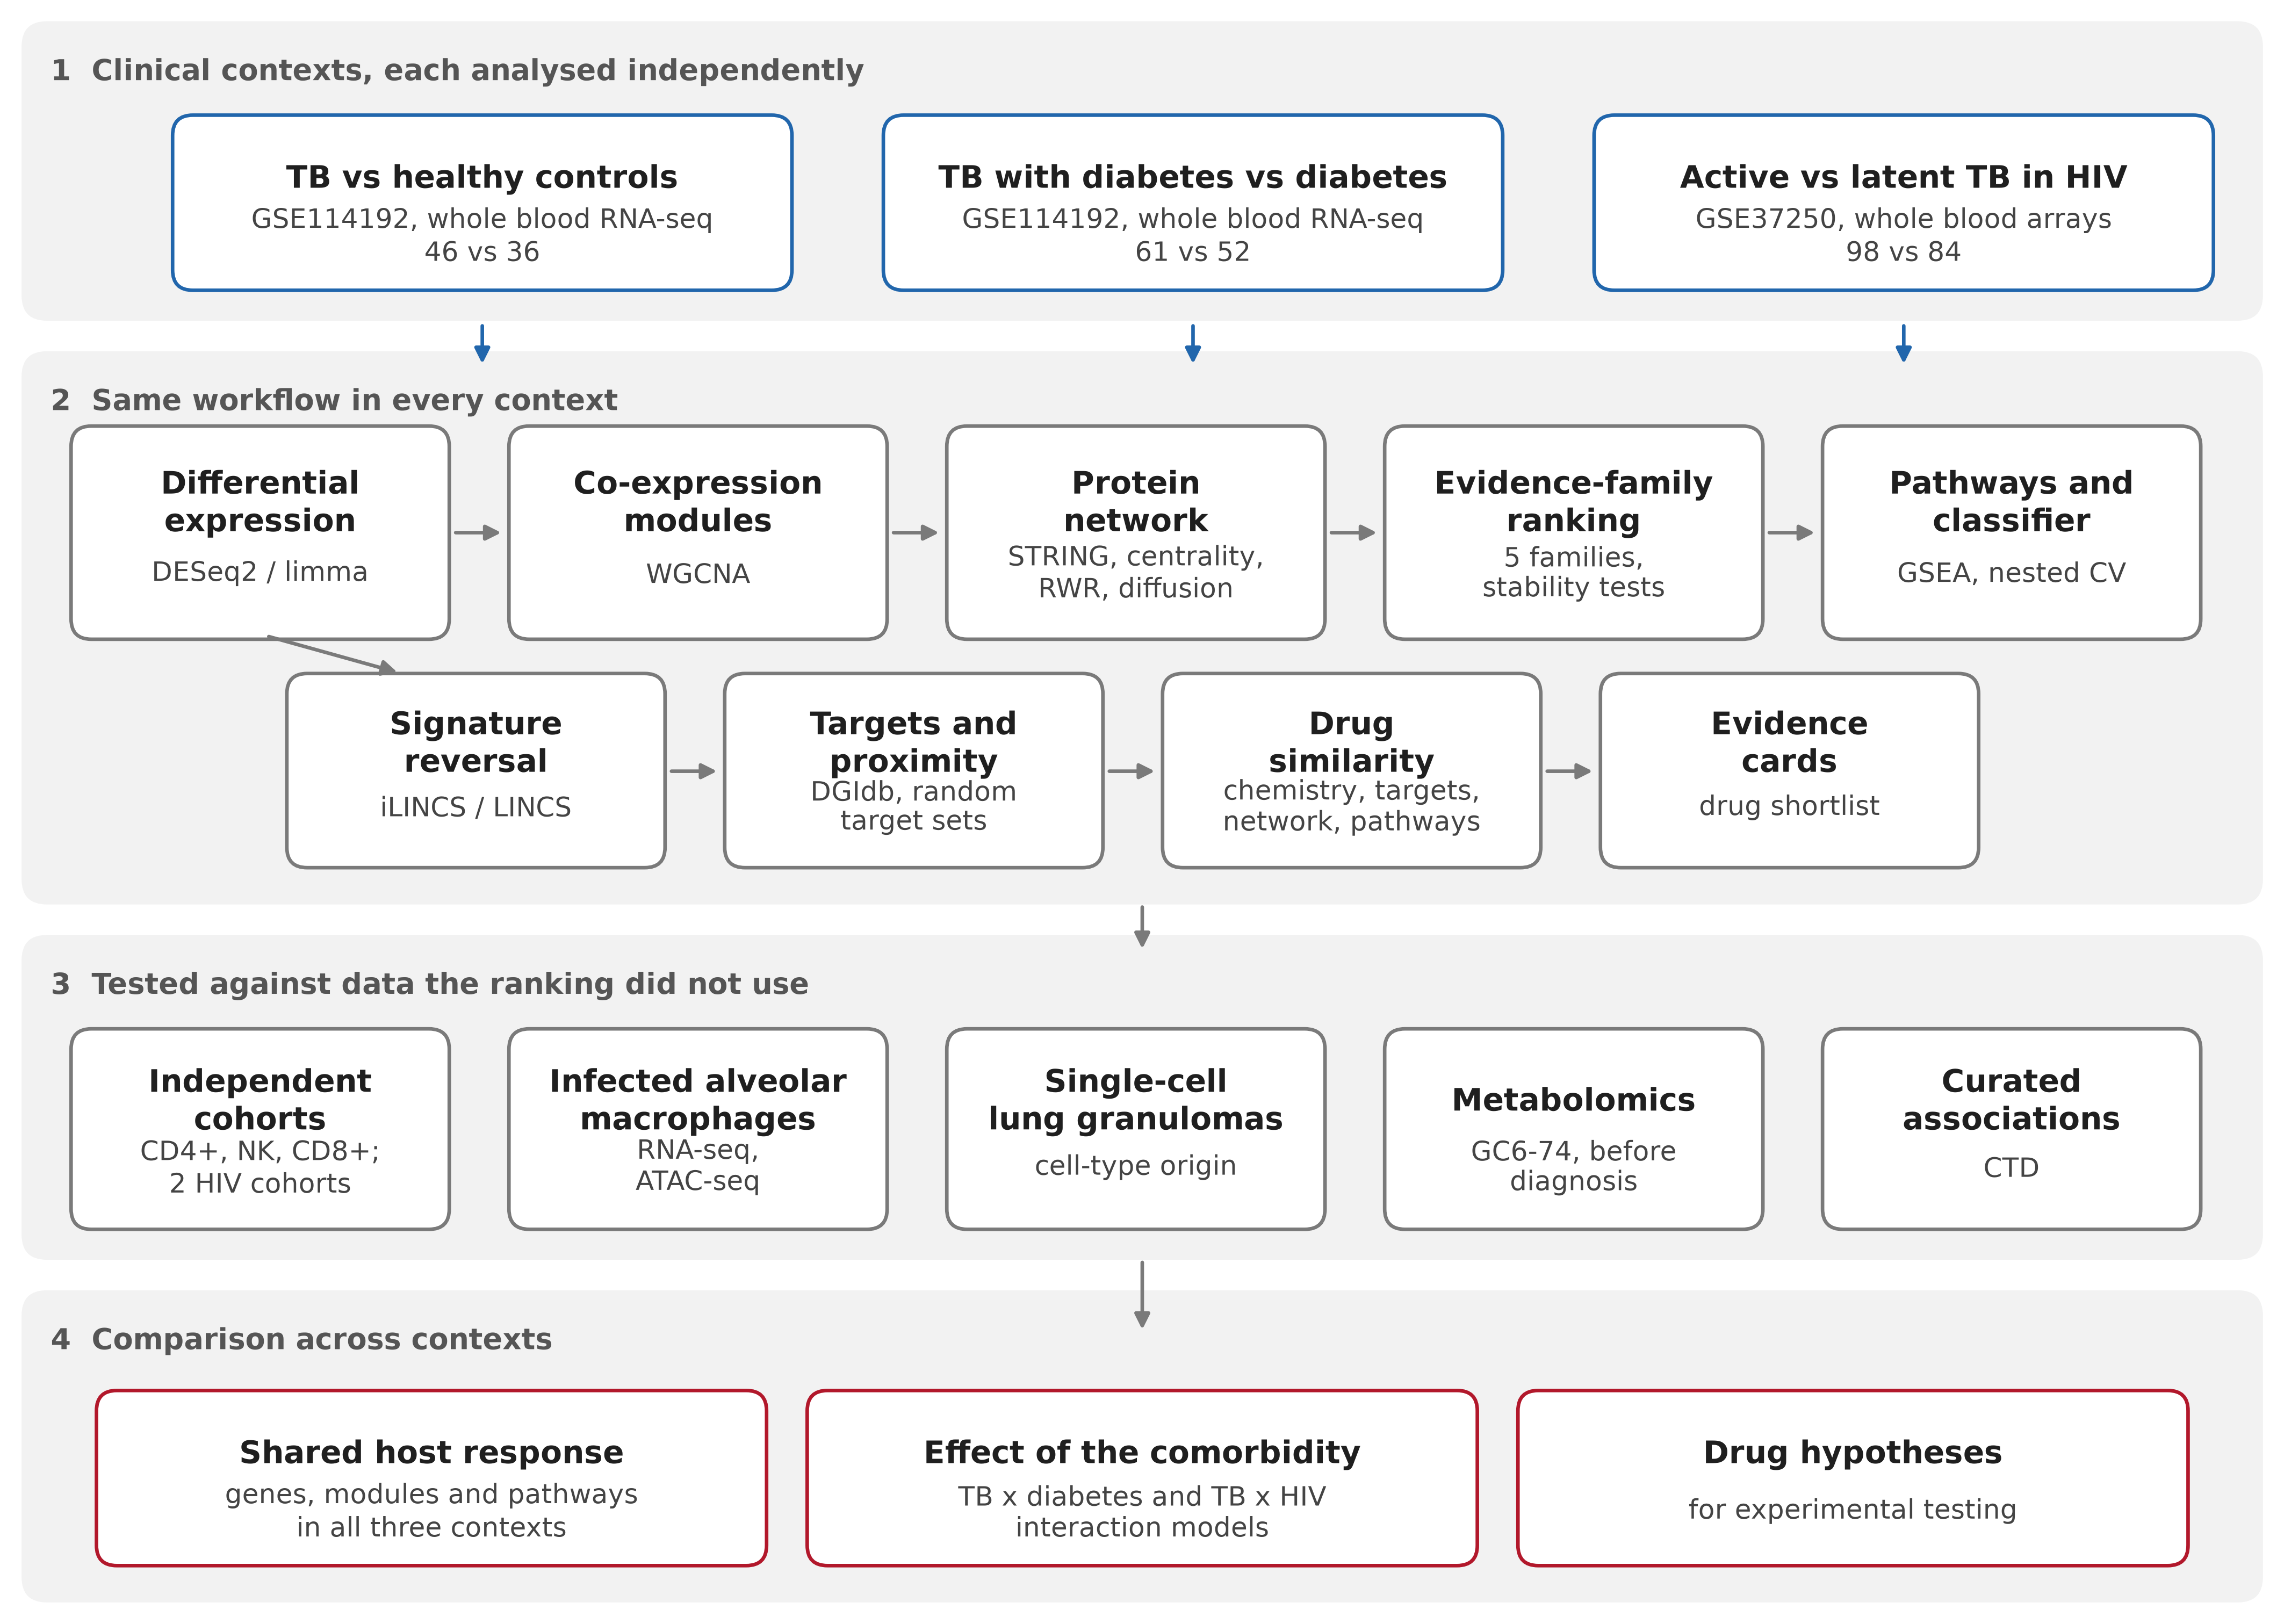 1 Clinical contexts, each analysed independently
TB vs healthy controls
GSE114192, whole blood RNA-seq
46 vs 36
TB with diabetes vs diabetes
GSE114192, whole blood RNA-seq
61 vs 52
Active vs latent TB in HIV
GSE37250, whole blood arrays
98 vs 84
2 Same workflow in every context
Differential
expression
DESeq2 / limma
Co-expression
modules
WGCNA
Protein
network
STRING, centrality,
RWR, diffusion
Evidence-family
ranking
5 families,
stability tests
Pathways and
classifier
GSEA, nested CV
Signature
reversal
iLINCS / LINCS
Targets and
proximity
DGIdb, random
target sets
Drug
similarity
chemistry, targets,
network, pathways
Evidence
cards
drug shortlist
3 Tested against data the ranking did not use
Independent
cohorts
CD4+, NK, CD8+;
2 HIV cohorts
Infected alveolar
macrophages
RNA-seq,
ATAC-seq
Single-cell
lung granulomas
cell-type origin
Metabolomics
GC6-74, before
diagnosis
Curated
associations
CTD
4 Comparison across contexts
Shared host response
genes, modules and pathways
in all three contexts
Effect of the comorbidity
TB x diabetes and TB x HIV
interaction models
Drug hypotheses
for experimental testing